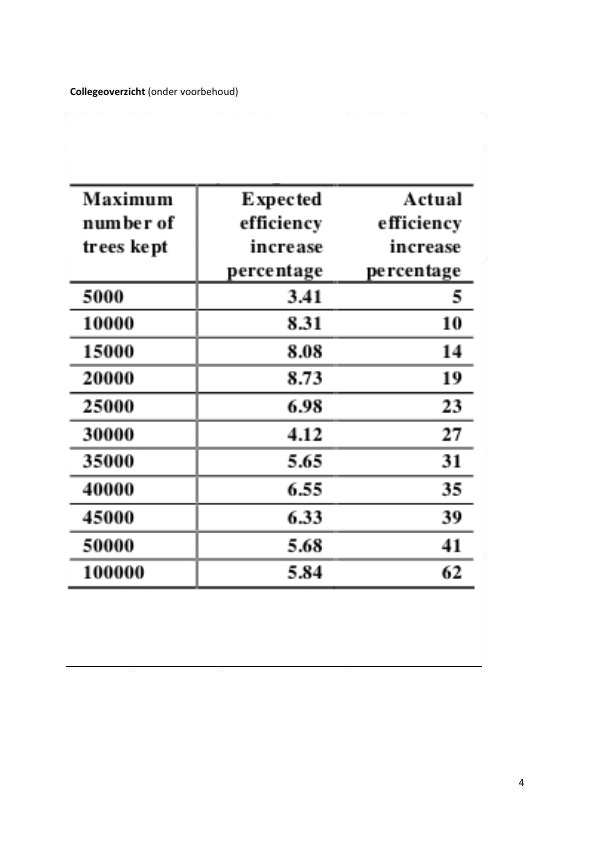 Collegeoverzicht (onder voorbehoud)
Maximum number of trees kept Expected efficiency increase percentage Actual efficiency increase percentage
5000 3.41 5
10000 8.31 10
15000 8.08 14
20000 8.73 19
25000 6.98 23
30000 4.12 27
35000 5.65 31
40000 6.55 35
45000 6.33 39
50000 5.68 41
100000 5.84 62
4